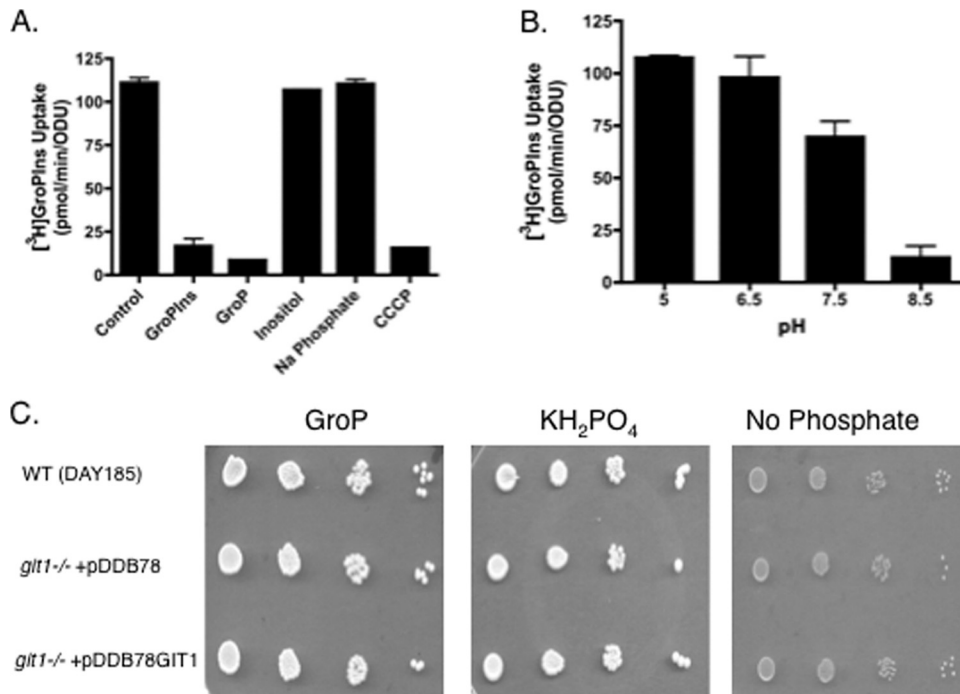 A.
[³H]GroPIns Uptake
(pmol/min/ODU)
125
100
75
50
25
0
Control
GroPIns
GroP
Inositol
Na Phosphate
CCCP
B.
[³H]GroPIns Uptake
(pmol/min/ODU)
125
100
75
50
25
0
5
6.5
7.5
8.5
pH
C.
GroP
KH₂PO₄
No Phosphate
WT (DAY185)
git1-/- +pDDB78
git1-/- +pDDB78GIT1